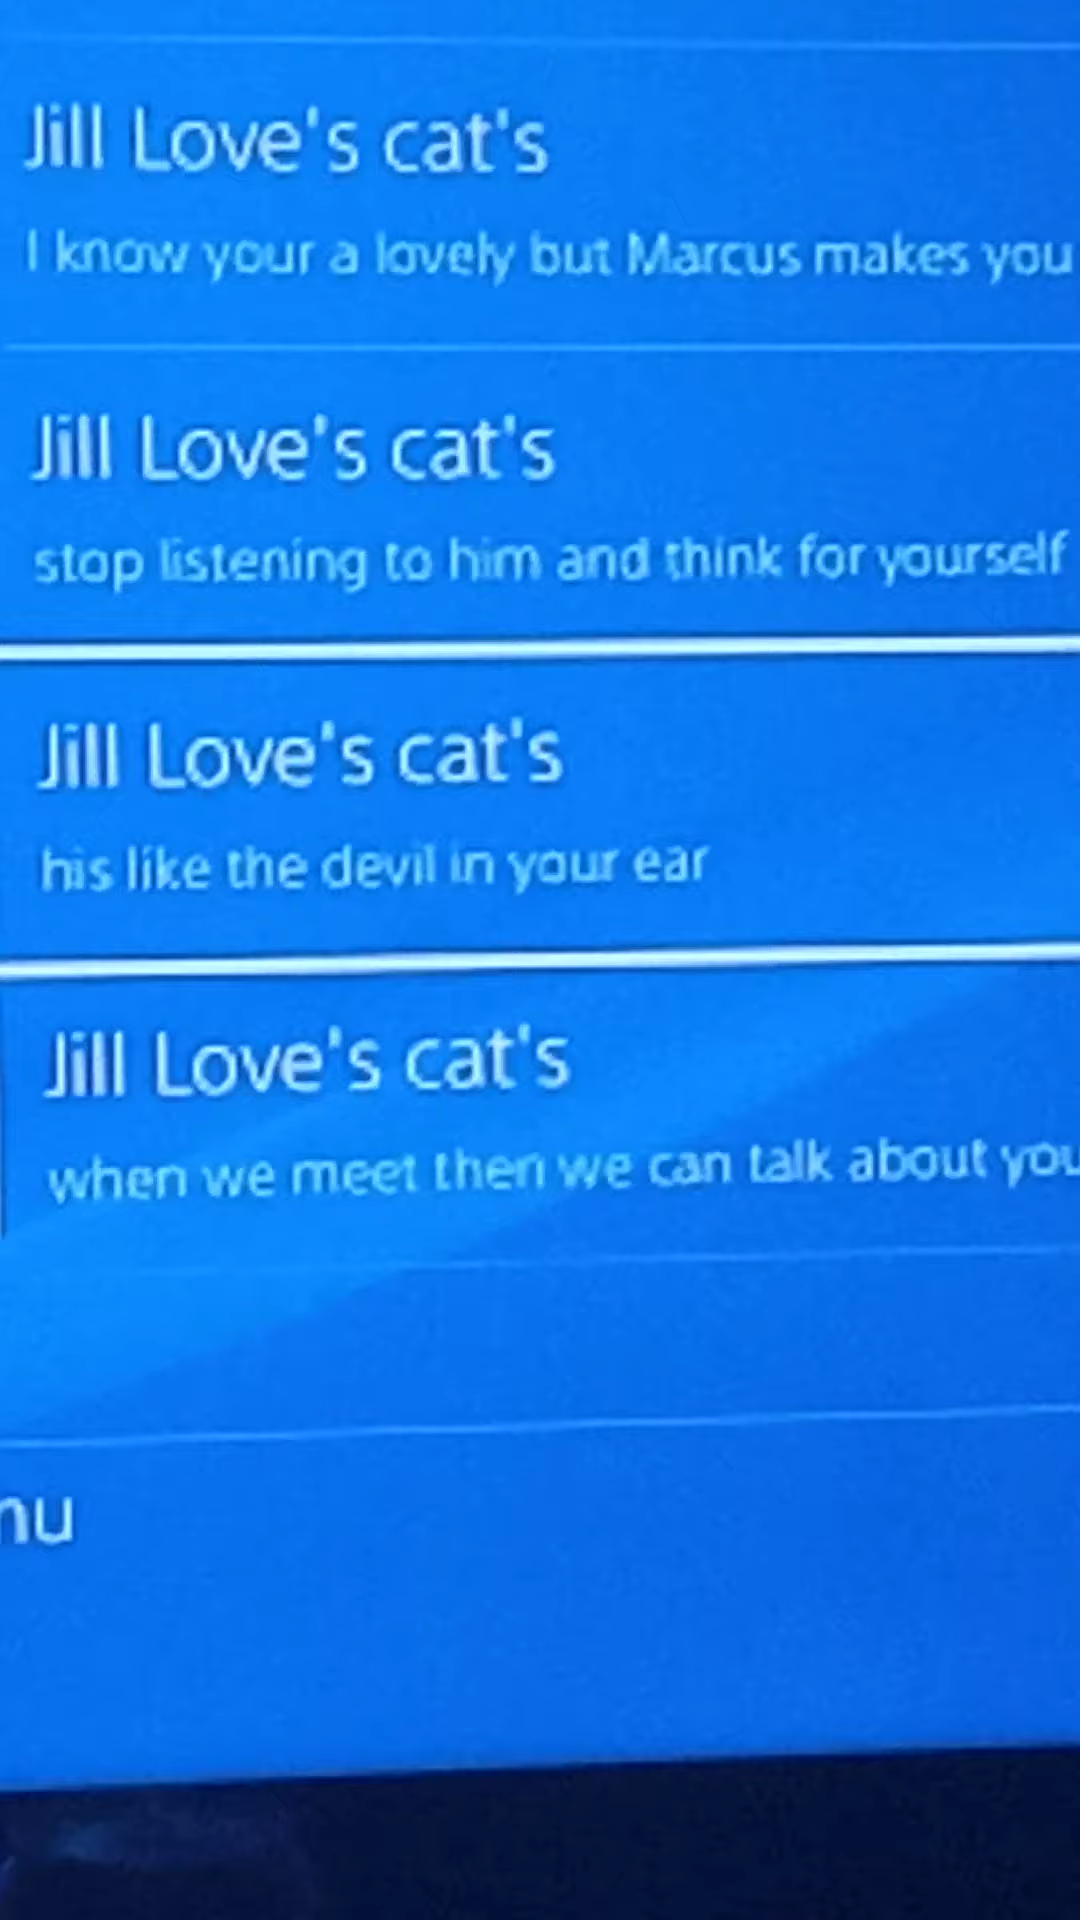 Jill Love's cat's
I know your a lovely but Marcus makes you
Jill Love's cat's
stop listening to him and think for yourself
Jill Love's cat's
his like the devil in your ear
Jill Love's cat's
when we meet then we can talk about you
nu